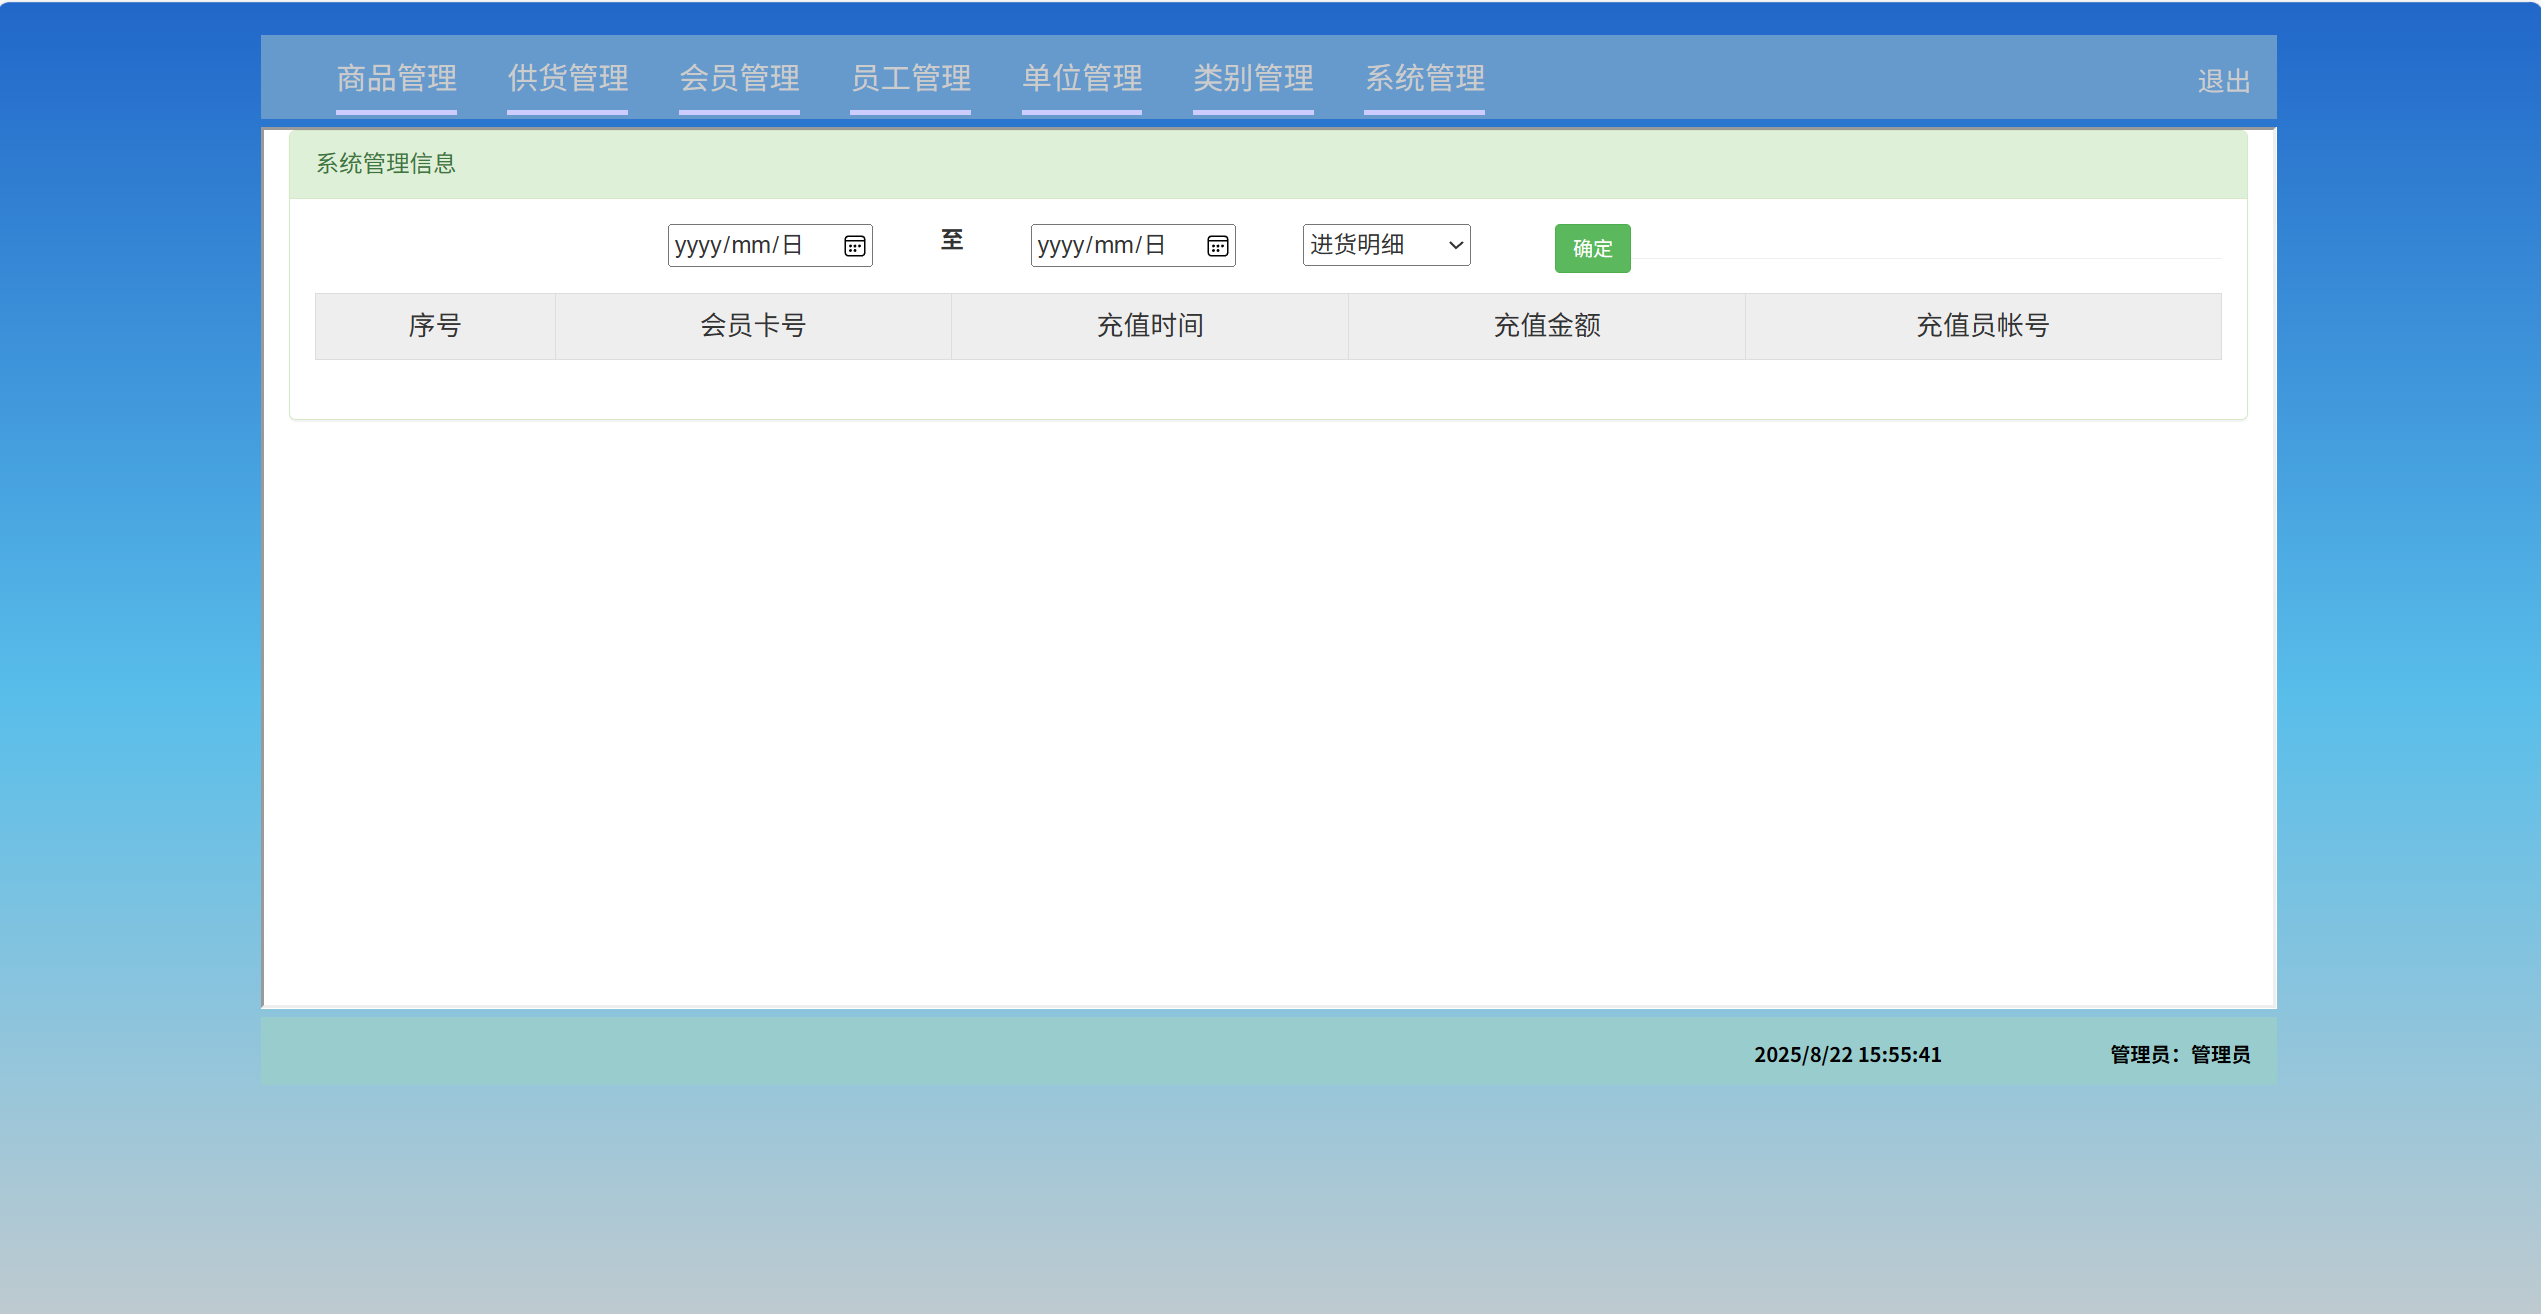 商品管理 供货管理 会员管理 员工管理 单位管理 类别管理 系统管理 退出
系统管理信息
yyyy/mm/日 至 yyyy/mm/日 进货明细 确定
序号 会员卡号 充值时间 充值金额 充值员帐号
2025/8/22 15:55:41 管理员：管理员